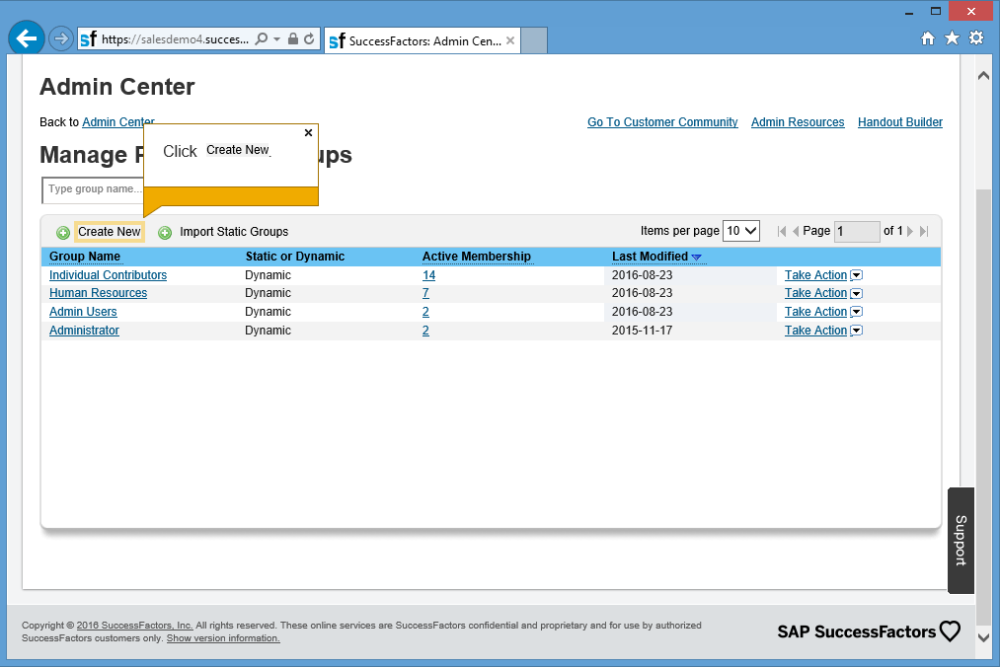 sf https://salesdemo4.succes...
sf SuccessFactors: Admin Cen... ×
Admin Center
Back to Admin Center
Go To Customer Community Admin Resources Handout Builder
Click Create New.
Manage
ups
Type group name...
Create New Import Static Groups Items per page 10 Page 1 of 1
Group Name Static or Dynamic Active Membership Last Modified
Individual Contributors Dynamic 14 2016-08-23 Take Action
Human Resources Dynamic 7 2016-08-23 Take Action
Admin Users Dynamic 2 2016-08-23 Take Action
Administrator Dynamic 2 2015-11-17 Take Action
Support
Copyright © 2016 SuccessFactors, Inc. All rights reserved. These online services are SuccessFactors confidential and proprietary and for use by authorized
SuccessFactors customers only. Show version information.
SAP SuccessFactors